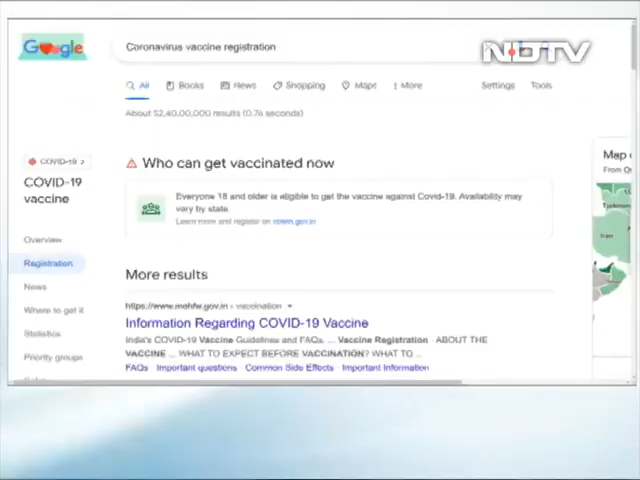 Google
Coronavirus vaccine registration
NDTV
All Books News Shopping Maps More Settings Tools
About 52,40,00,000 results (0.76 seconds)
COVID-19
COVID-19
vaccine
Overview
Registration
News
Where to get it
Statistics
Priority groups
Who can get vaccinated now
Everyone 18 and older is eligible to get the vaccine against Covid-19. Availability may
vary by state.
Learn more and register on cowin.gov.in
More results
https://www.mohfw.gov.in › vaccination
Information Regarding COVID-19 Vaccine
India's COVID-19 Vaccine Guidelines and FAQs. ... Vaccine Registration · ABOUT THE
VACCINE ... WHAT TO EXPECT BEFORE VACCINATION? WHAT TO ...
FAQs Important questions Common Side Effects Important Information
Map
From
Iran